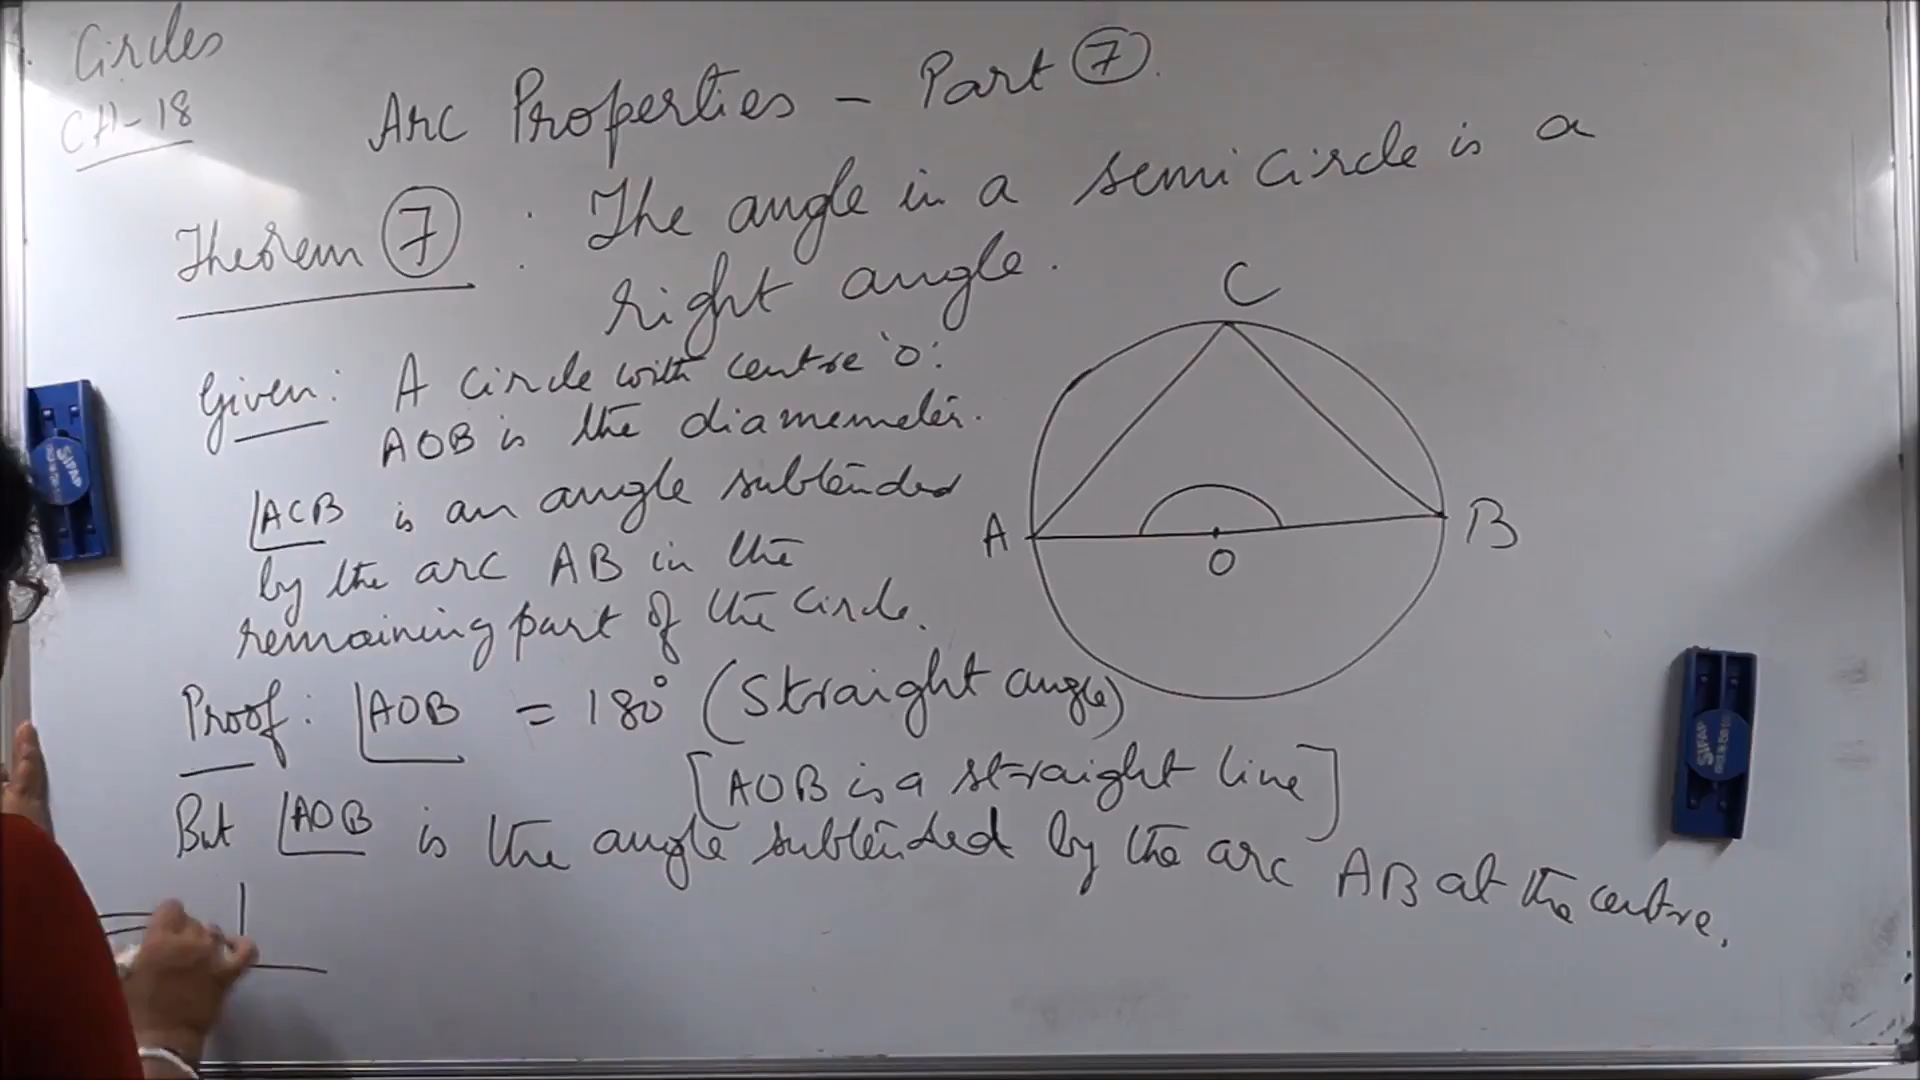 Circles
CH-18
Arc Properties - Part 7.
Theorem 7 : The angle in a semi circle is a
right angle.
Given: A circle with centre 'O'.
AOB is the diamemeter.
∠ACB is an angle subtended
by the arc AB in the
remaining part of the circle.
Proof: ∠AOB = 180° (Straight angle)
[AOB is a straight line]
But ∠AOB is the angle subtended by the arc AB at the centre.
C
A
B
O
SIFAP
SIFAP